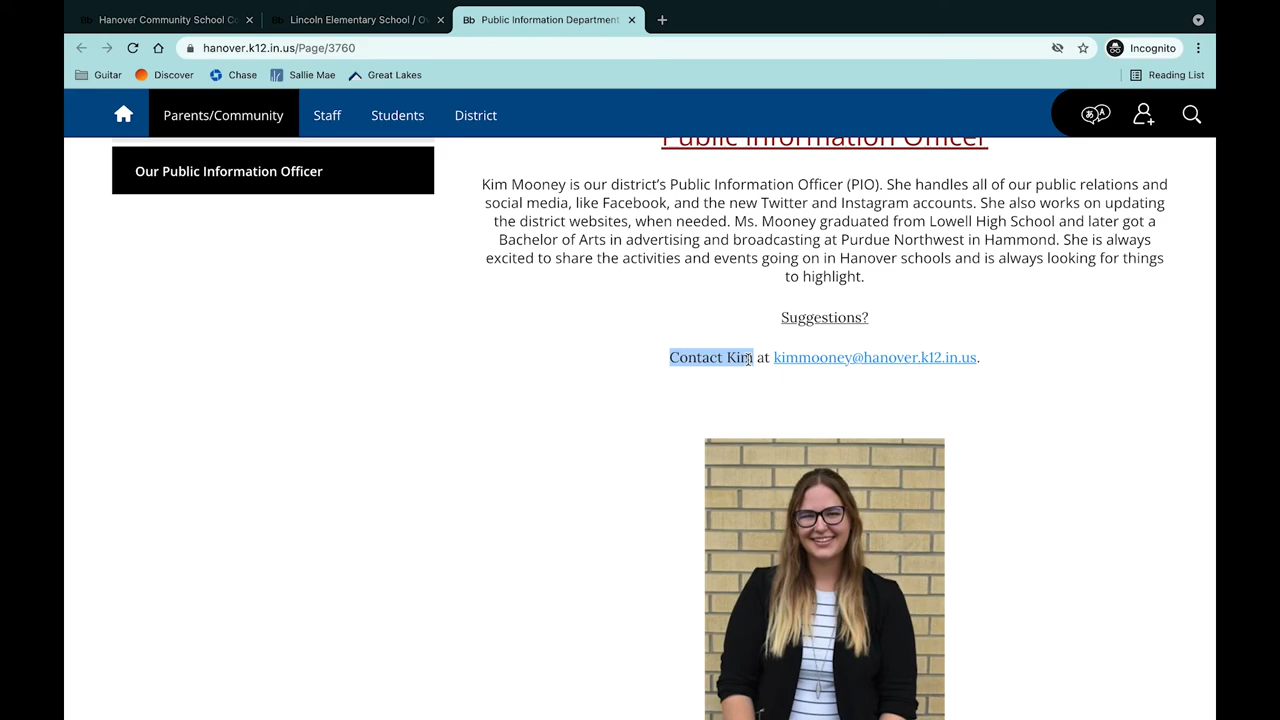 Hanover Community School Co
Lincoln Elementary School / Ov
Public Information Department
hanover.k12.in.us/Page/3760
Incognito
Guitar
Discover
Chase
Sallie Mae
Great Lakes
Reading List
Parents/Community
Staff
Students
District
Public Information Officer
Our Public Information Officer
Kim Mooney is our district's Public Information Officer (PIO). She handles all of our public relations and
social media, like Facebook, and the new Twitter and Instagram accounts. She also works on updating
the district websites, when needed. Ms. Mooney graduated from Lowell High School and later got a
Bachelor of Arts in advertising and broadcasting at Purdue Northwest in Hammond. She is always
excited to share the activities and events going on in Hanover schools and is always looking for things
to highlight.
Suggestions?
Contact Kim at kimmooney@hanover.k12.in.us.